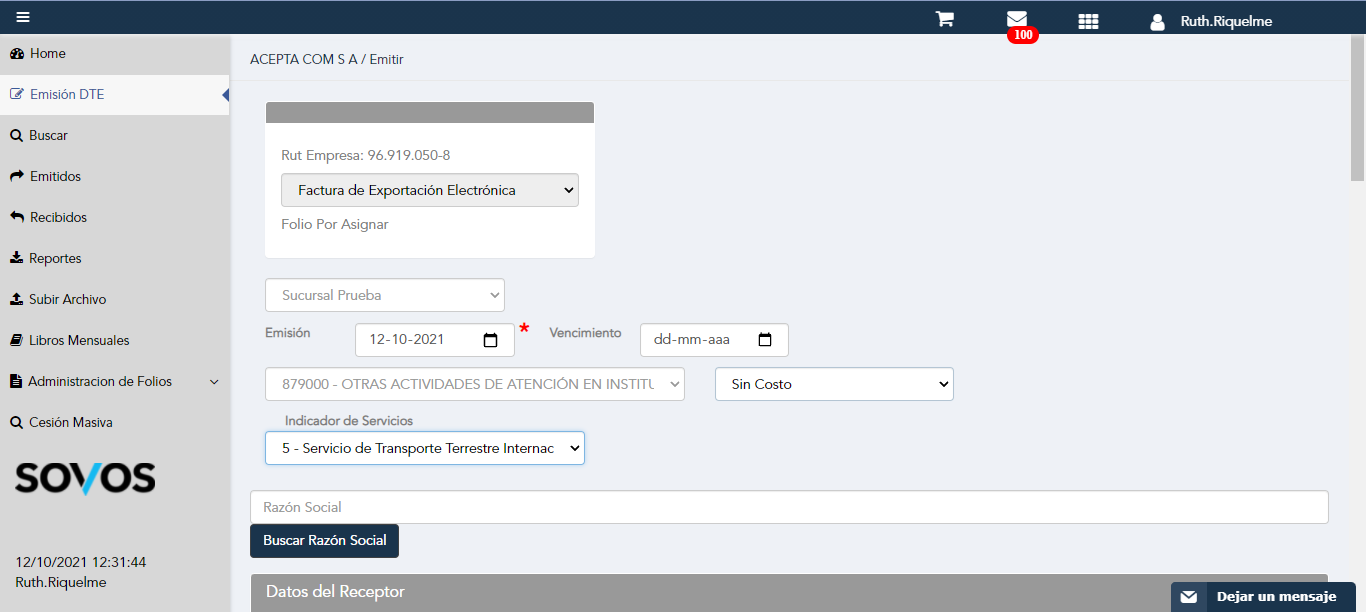 100
Ruth.Riquelme
Home
Emisión DTE
Buscar
Emitidos
Recibidos
Reportes
Subir Archivo
Libros Mensuales
Administracion de Folios
Cesión Masiva
SOVOS
12/10/2021 12:31:44
Ruth.Riquelme
ACEPTA COM S A / Emitir
Rut Empresa: 96.919.050-8
Factura de Exportación Electrónica
Folio Por Asignar
Sucursal Prueba
Emisión 12-10-2021 * Vencimiento dd-mm-aaa
879000 - OTRAS ACTIVIDADES DE ATENCIÓN EN INSTITU Sin Costo
Indicador de Servicios
5 - Servicio de Transporte Terrestre Internac
Razón Social
Buscar Razón Social
Datos del Receptor
Dejar un mensaje